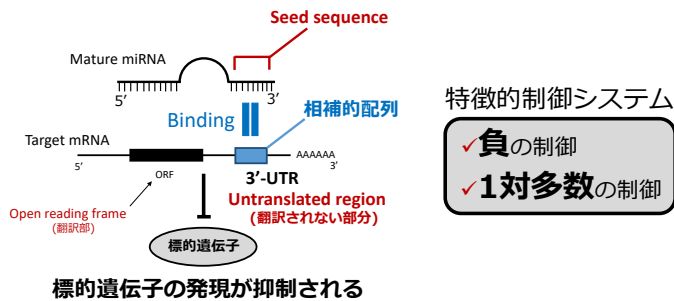 Seed sequence
Mature miRNA
5’
3’
Binding
相補的配列
Target mRNA
5’
AAAAAA
3’
ORF
3’-UTR
Untranslated region
(翻訳されない部分)
Open reading frame
(翻訳部)
標的遺伝子
標的遺伝子の発現が抑制される
特徴的制御システム
✓負の制御
✓1対多数の制御